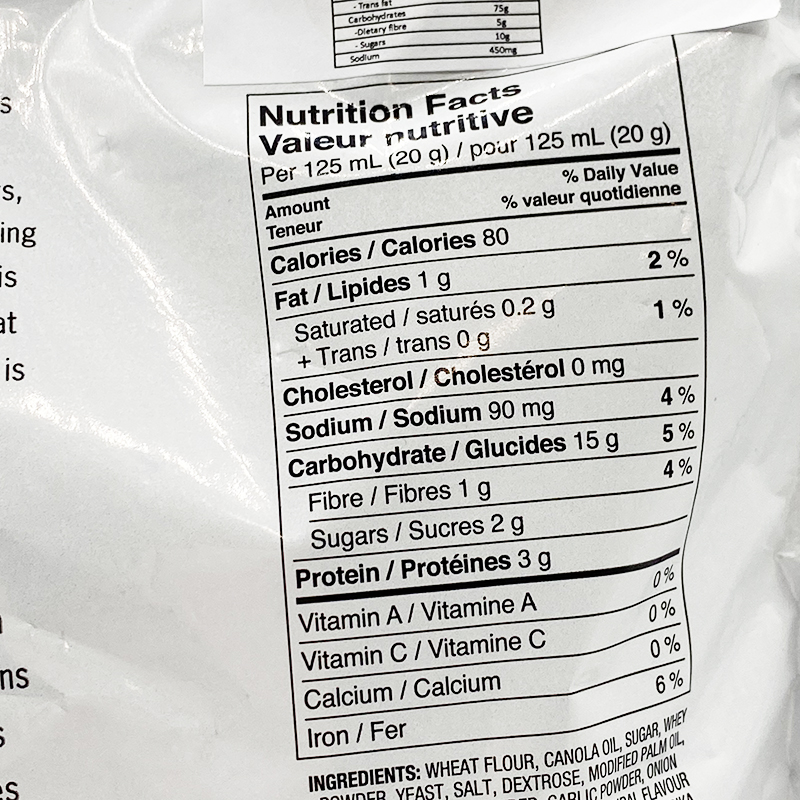 - Trans fat
Carbohydrates 75g
-Dietary fibre 5g
- Sugars 10g
Sodium 450mg
Nutrition Facts
Valeur nutritive
Per 125 mL (20 g) / pour 125 mL (20 g)
Amount % Daily Value
Teneur % valeur quotidienne
Calories / Calories 80
Fat / Lipides 1 g 2 %
Saturated / saturés 0.2 g 1 %
+ Trans / trans 0 g
Cholesterol / Cholestérol 0 mg
Sodium / Sodium 90 mg 4 %
Carbohydrate / Glucides 15 g 5 %
Fibre / Fibres 1 g 4 %
Sugars / Sucres 2 g
Protein / Protéines 3 g
Vitamin A / Vitamine A 0 %
Vitamin C / Vitamine C 0 %
Calcium / Calcium 0 %
Iron / Fer 6 %
INGREDIENTS: WHEAT FLOUR, CANOLA OIL, SUGAR, WHEY
POWDER, YEAST, SALT, DEXTROSE, MODIFIED PALM OIL,
GARLIC POWDER, ONION
FLAVOUR
ing
is
at
is